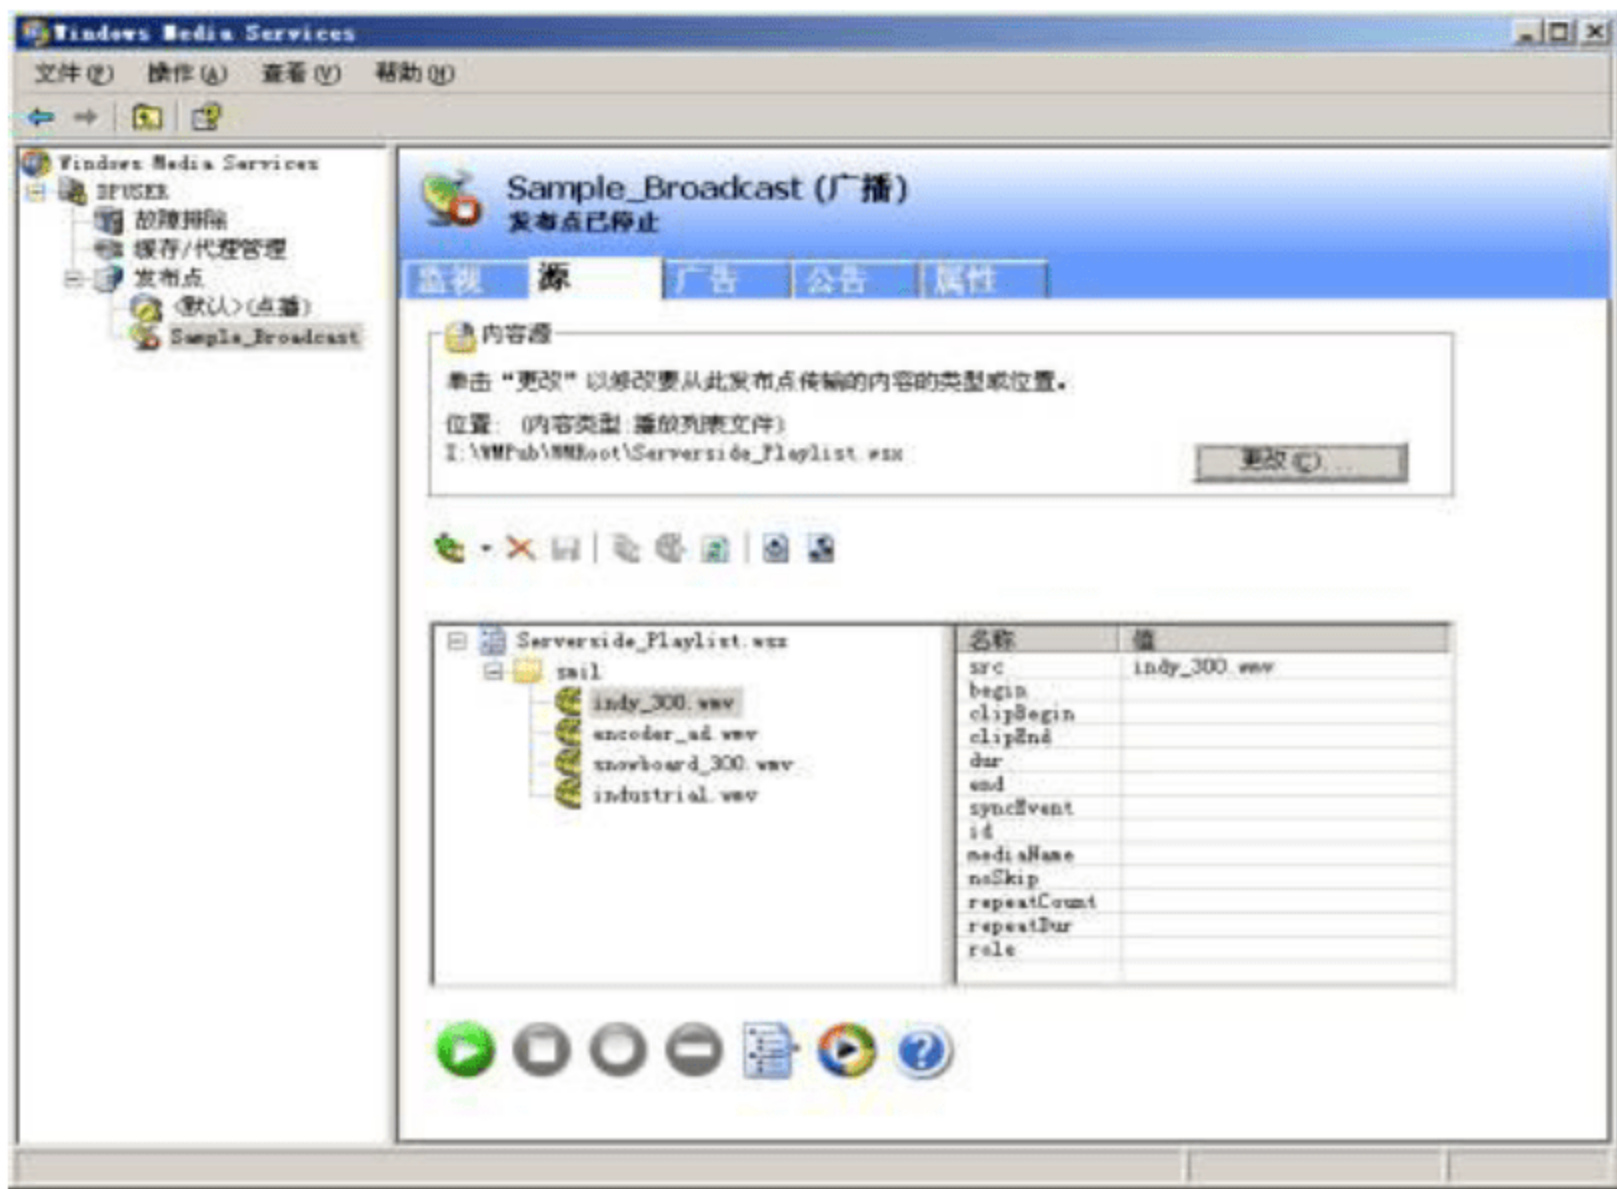 Windows Media Services
文件(F) 操作(A) 查看(V) 帮助(H)
Windows Media Services
故障排除
缓存/代理管理
发布点
<默认>(点播)
Sample_Broadcast
Sample_Broadcast (广播)
发布点已停止
监视 源 广告 公告 属性
内容源
单击“更改”以修改要从此发布点传输的内容的类型或位置。
位置: (内容类型:播放列表文件)
I:\WMPub\WMRoot\Serverside_Playlist.wsx
更改(C)...
Serverside_Playlist.wsx
smil
indy_300.wmv
encoder_ad.wmv
snowboard_300.wmv
industrial.wmv
名称 值
src indy_300.wmv
begin
clipBegin
clipEnd
dur
end
syncEvent
id
mediaName
noSkip
repeatCount
repeatDur
role